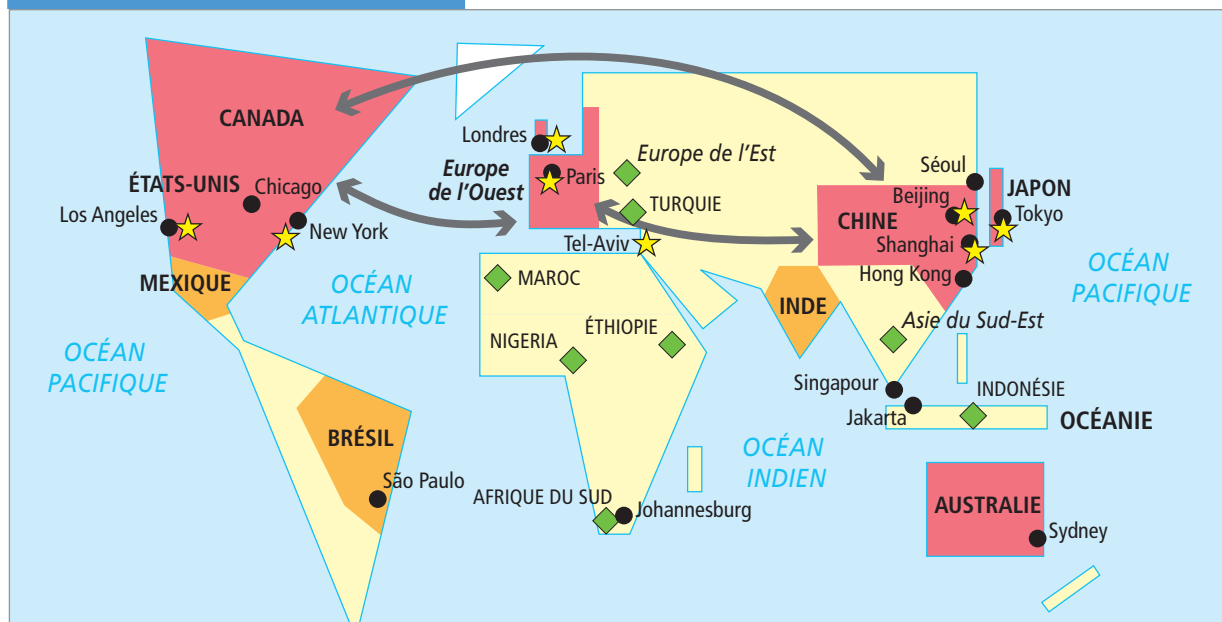 CANADA
ÉTATS-UNIS
Chicago
Los Angeles
New York
MEXIQUE
OCÉAN
ATLANTIQUE
OCÉAN
PACIFIQUE
BRÉSIL
São Paulo
Londres
Europe
de l'Ouest
Paris
Europe de l'Est
TURQUIE
Tel-Aviv
MAROC
NIGERIA
ÉTHIOPIE
AFRIQUE DU SUD
Johannesburg
OCÉAN
INDIEN
Séoul
Beijing
JAPON
Tokyo
CHINE
Shanghai
Hong Kong
OCÉAN
PACIFIQUE
INDE
Asie du Sud-Est
Singapour
INDONÉSIE
Jakarta
OCÉANIE
AUSTRALIE
Sydney